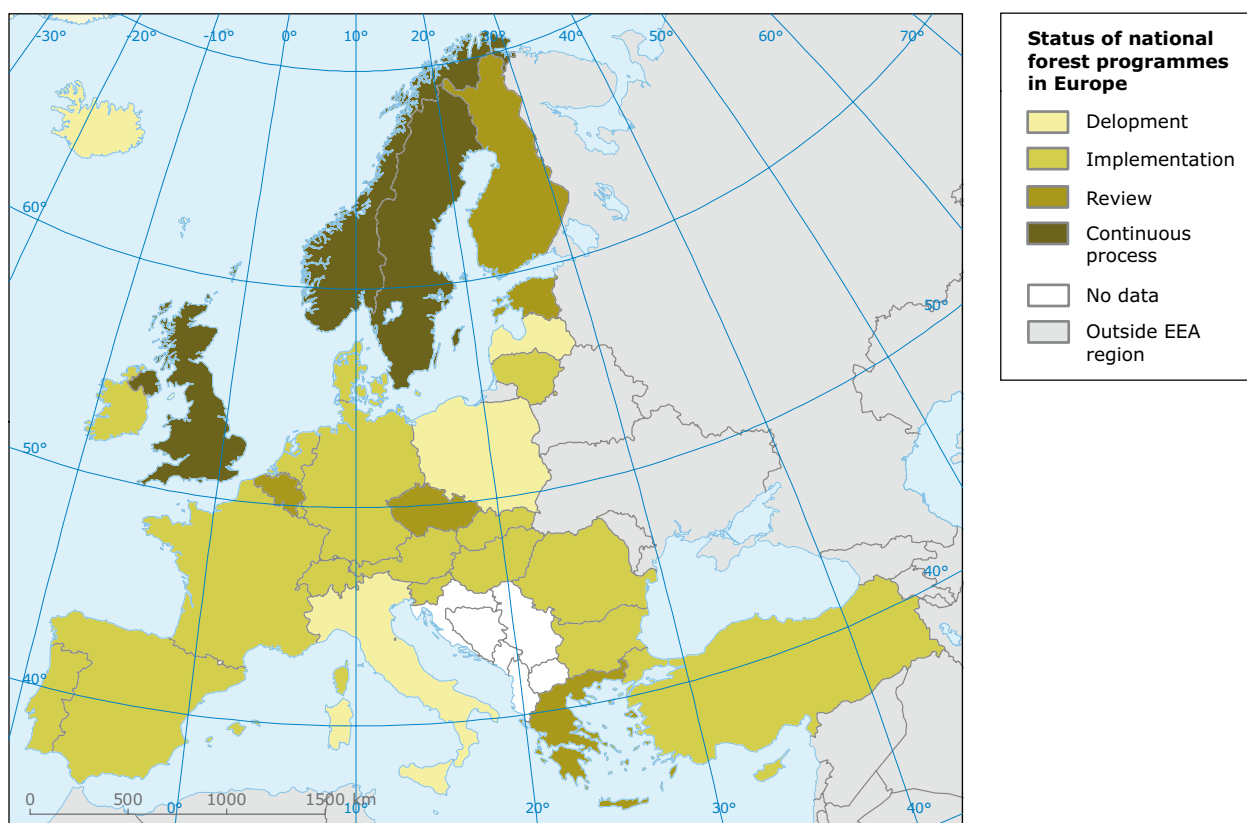 -30°
-20°
-10°
0°
10°
20°
30°
40°
50°
60°
70°
60°
50°
50°
40°
40°
0
500
1000
1500 km
0°
10°
20°
30°
40°
Status of national
forest programmes
in Europe
Delopment
Implementation
Review
Continuous
process
No data
Outside EEA
region